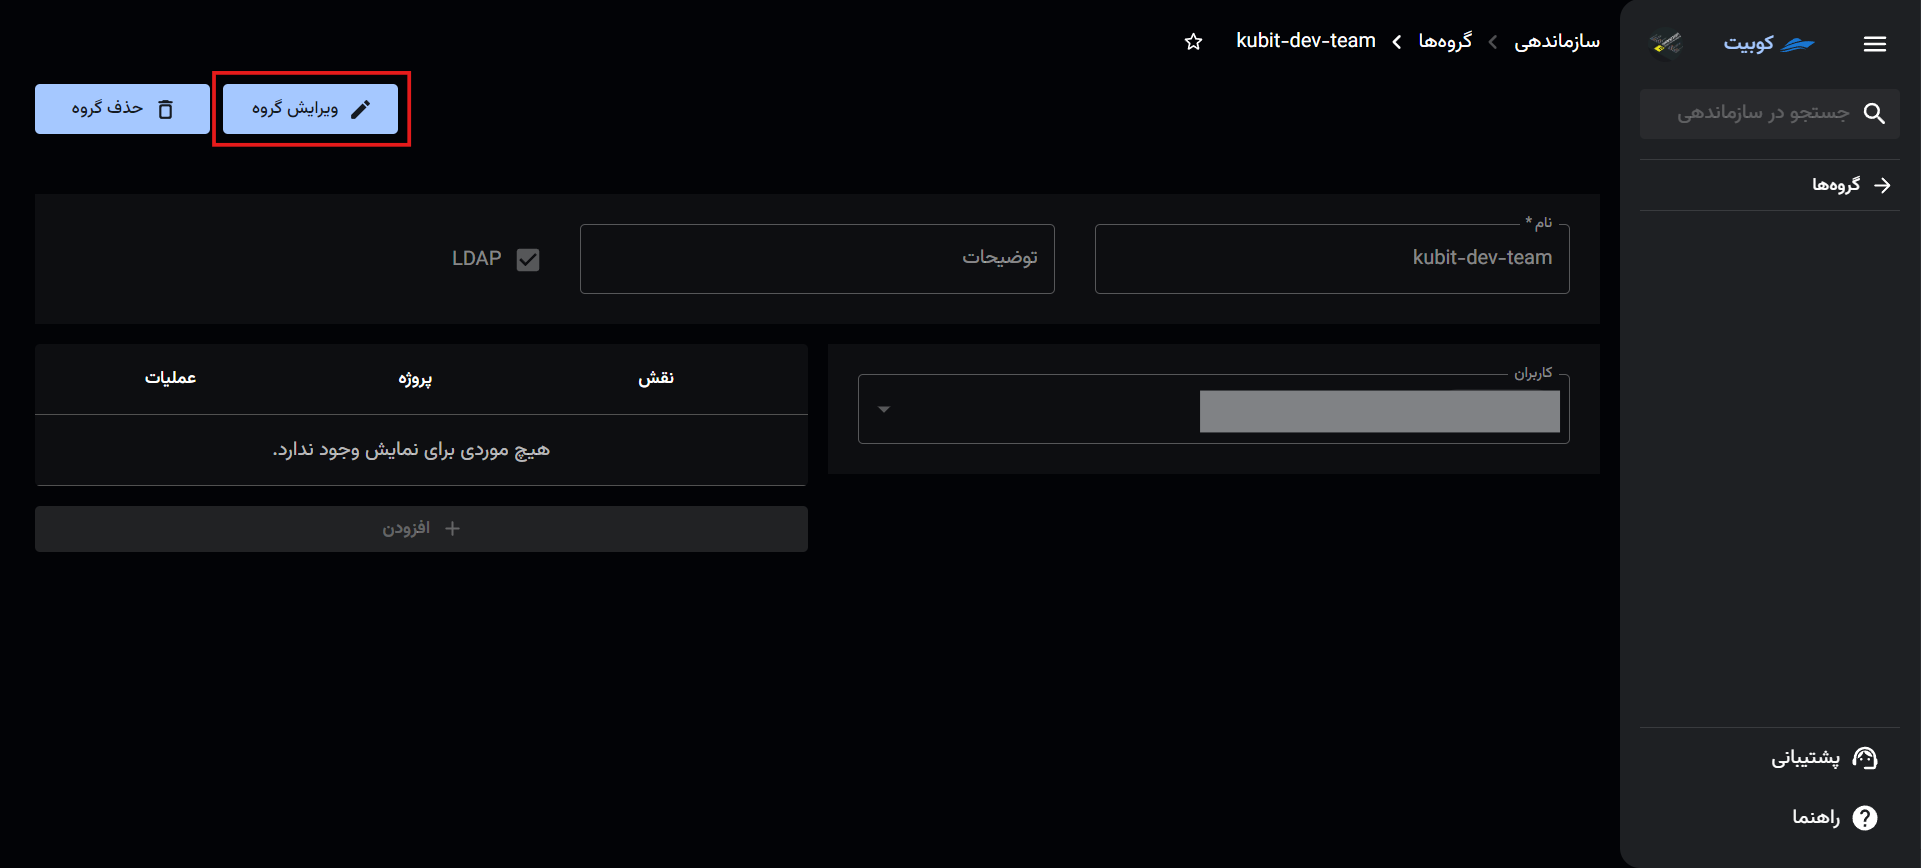 کوبیت
جستجو در سازماندهی
گروه‌ها
پشتیبانی
راهنما
سازماندهی
گروه‌ها
kubit-dev-team
ویرایش گروه
حذف گروه
نام *
kubit-dev-team
توضیحات
LDAP
کاربران
نقش
پروژه
عملیات
هیچ موردی برای نمایش وجود ندارد.
افزودن